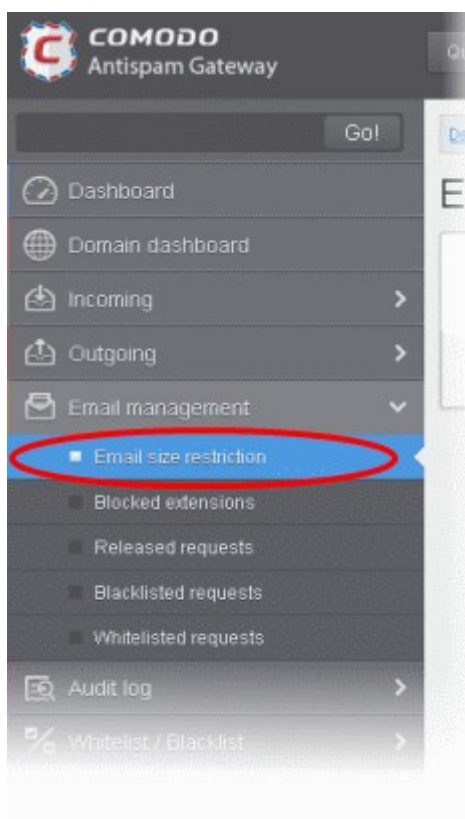 COMODO
Antispam Gateway
Go!
Dashboard
Domain dashboard
Incoming
Outgoing
Email management
Email size restriction
Blocked extensions
Released requests
Blacklisted requests
Whitelisted requests
Audit log
Whitelist / Blacklist